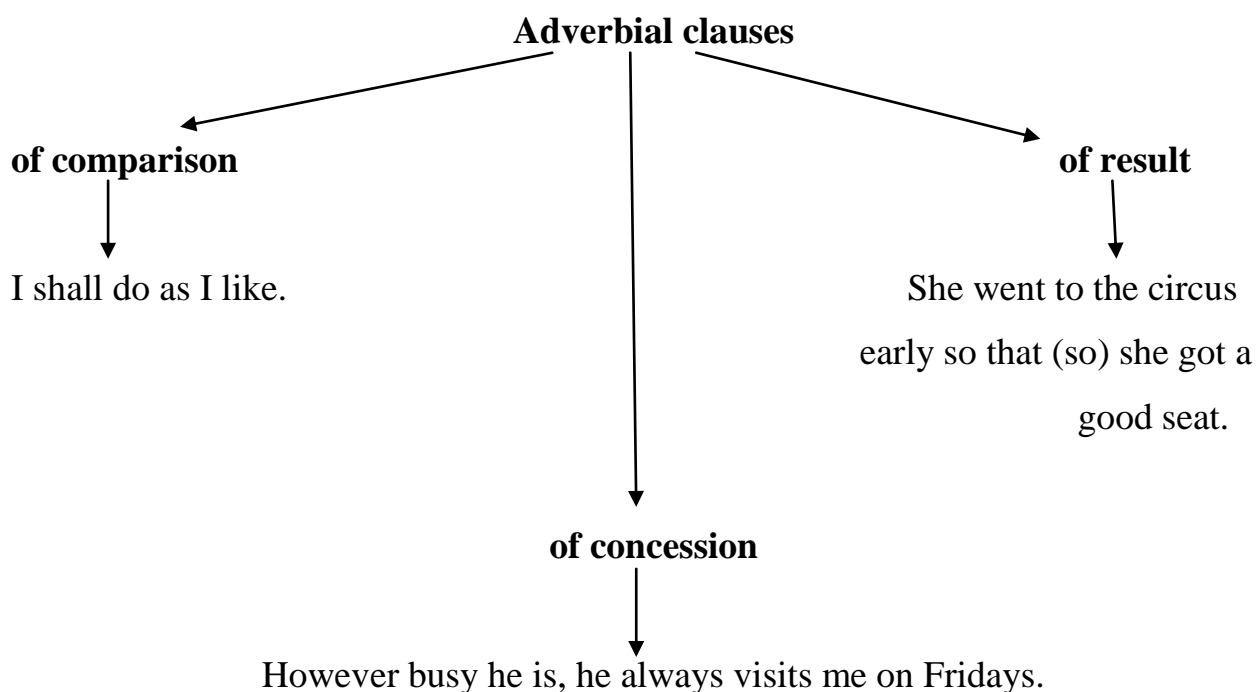 Adverbial clauses
of comparison
of result
I shall do as I like.
She went to the circus
early so that (so) she got a
good seat.
of concession
However busy he is, he always visits me on Fridays.